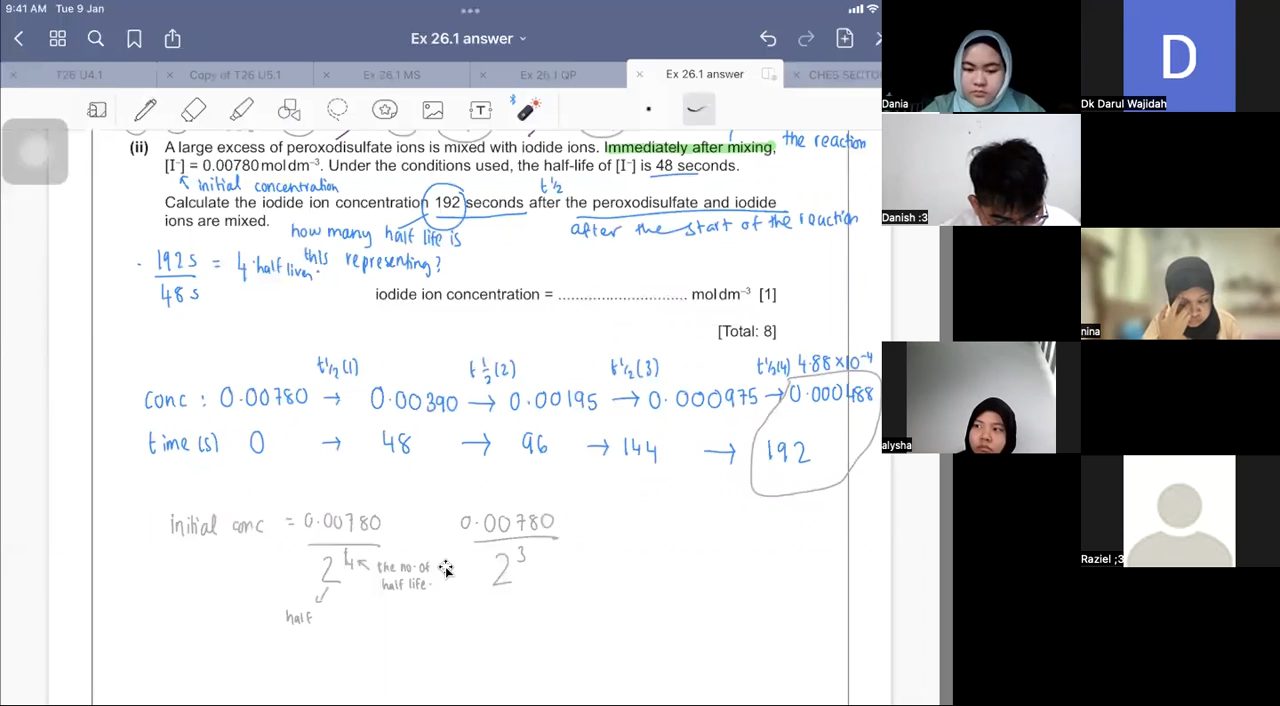 9:41 AM Tue 9 Jan
Ex 26.1 answer
T26 U4.1
Copy of T26 U5.1
Ex 26.1 MS
Ex 26.1 QP
Ex 26.1 answer
CHES SECTOR
(ii) A large excess of peroxodisulfate ions is mixed with iodide ions. Immediately after mixing, the reaction
[I⁻] = 0.00780 mol dm⁻³. Under the conditions used, the half-life of [I⁻] is 48 seconds.
initial concentration t½
Calculate the iodide ion concentration 192 seconds after the peroxodisulfate and iodide
ions are mixed.
after the start of the reaction
how many half life is
this representing?
192 s / 48 s = 4 half lives.
iodide ion concentration = ................................ mol dm⁻³ [1]
[Total: 8]
t½(1) t½(2) t½(3) t½(4) 4.88 × 10⁻⁴
conc : 0.00780 → 0.00390 → 0.00195 → 0.000975 → 0.000488
time(s) 0 → 48 → 96 → 144 → 192
initial conc = 0.00780 0.00780
2⁴ ← the no. of 2³
half life.
half
Dania
D
Dk Darul Wajidah
Danish :3
nina
alysha
Raziel ;3